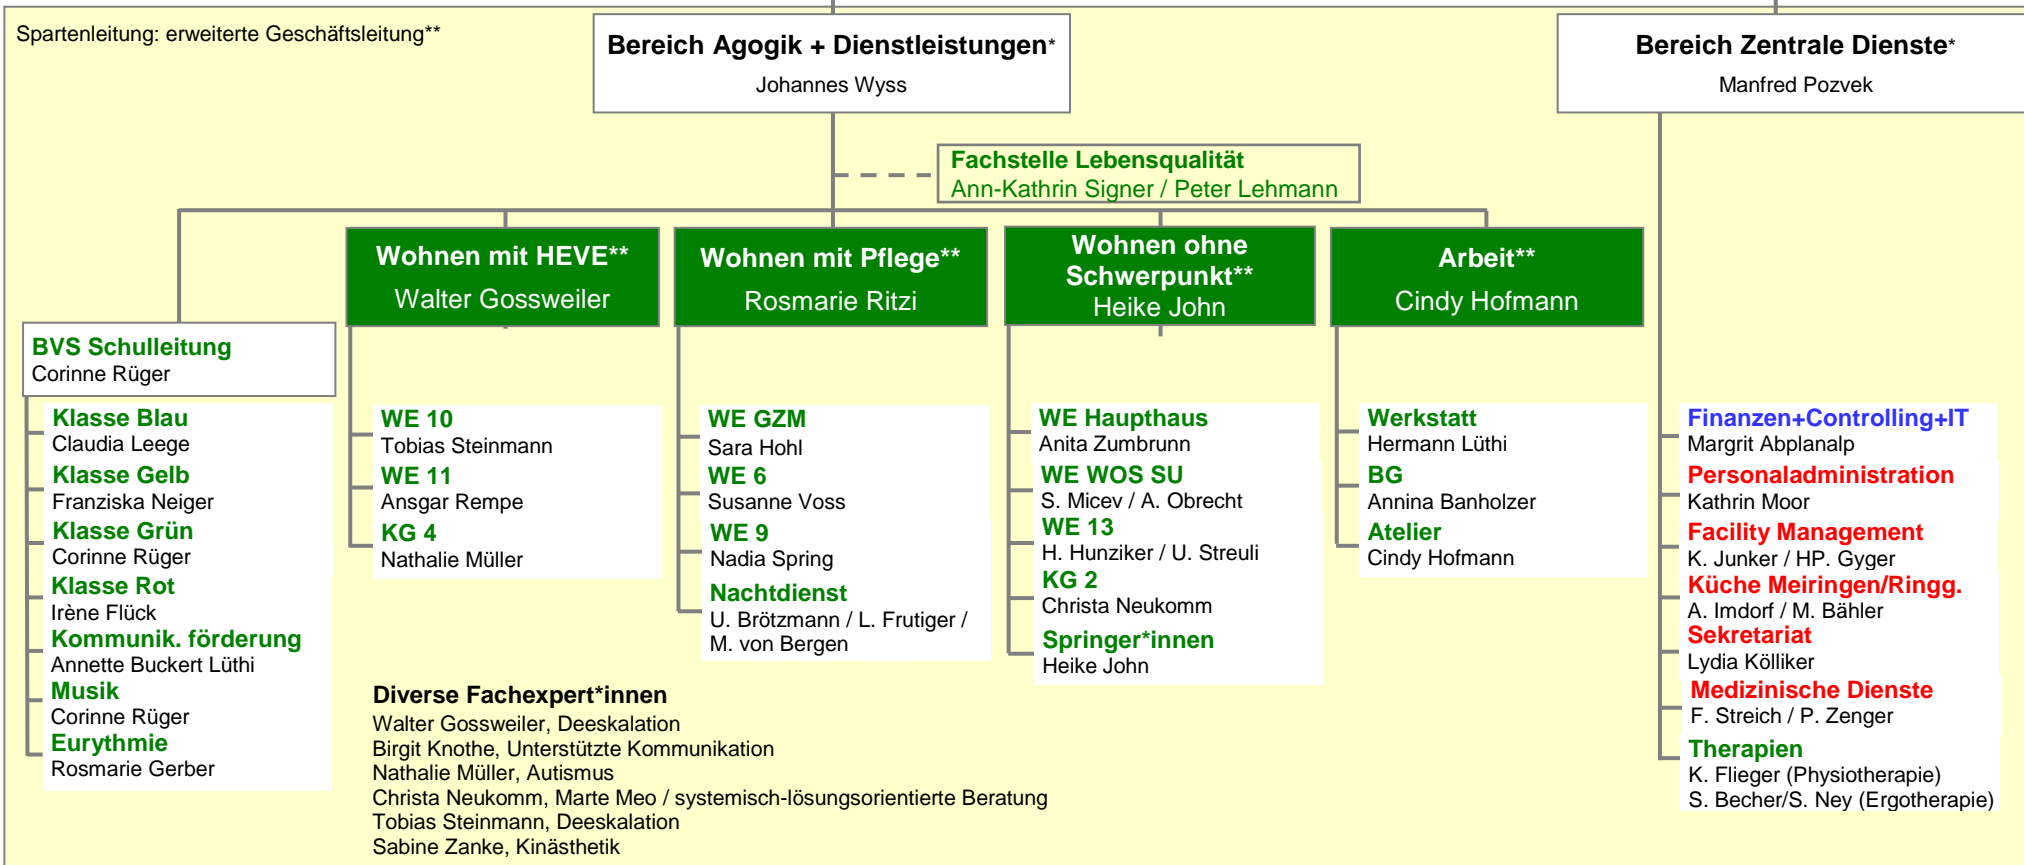 Spartenleitung: erweiterte Geschäftsleitung**
Bereich Agogik + Dienstleistungen*
Johannes Wyss
Bereich Zentrale Dienste*
Manfred Pozvek
Fachstelle Lebensqualität
Ann-Kathrin Signer / Peter Lehmann
BVS Schulleitung
Corinne Rüger
Klasse Blau
Claudia Leege
Klasse Gelb
Franziska Neiger
Klasse Grün
Corinne Rüger
Klasse Rot
Irène Flück
Kommunik. förderung
Annette Buckert Lüthi
Musik
Corinne Rüger
Eurythmie
Rosmarie Gerber
Wohnen mit HEVE**
Walter Gossweiler
WE 10
Tobias Steinmann
WE 11
Ansgar Rempe
KG 4
Nathalie Müller
Wohnen mit Pflege**
Rosmarie Ritzi
WE GZM
Sara Hohl
WE 6
Susanne Voss
WE 9
Nadia Spring
Nachtdienst
U. Brötzmann / L. Frutiger /
M. von Bergen
Wohnen ohne
Schwerpunkt**
Heike John
WE Haupthaus
Anita Zumbrunn
WE WOS SU
S. Micev / A. Obrecht
WE 13
H. Hunziker / U. Streuli
KG 2
Christa Neukomm
Springer*innen
Heike John
Arbeit**
Cindy Hofmann
Werkstatt
Hermann Lüthi
BG
Annina Banholzer
Atelier
Cindy Hofmann
Finanzen+Controlling+IT
Margrit Abplanalp
Personaladministration
Kathrin Moor
Facility Management
K. Junker / HP. Gyger
Küche Meiringen/Ringg.
A. Imdorf / M. Bähler
Sekretariat
Lydia Kölliker
Medizinische Dienste
F. Streich / P. Zenger
Therapien
K. Flieger (Physiotherapie)
S. Becher/S. Ney (Ergotherapie)
Diverse Fachexpert*innen
Walter Gossweiler, Deeskalation
Birgit Knothe, Unterstützte Kommunikation
Nathalie Müller, Autismus
Christa Neukomm, Marte Meo / systemisch-lösungsorientierte Beratung
Tobias Steinmann, Deeskalation
Sabine Zanke, Kinästhetik